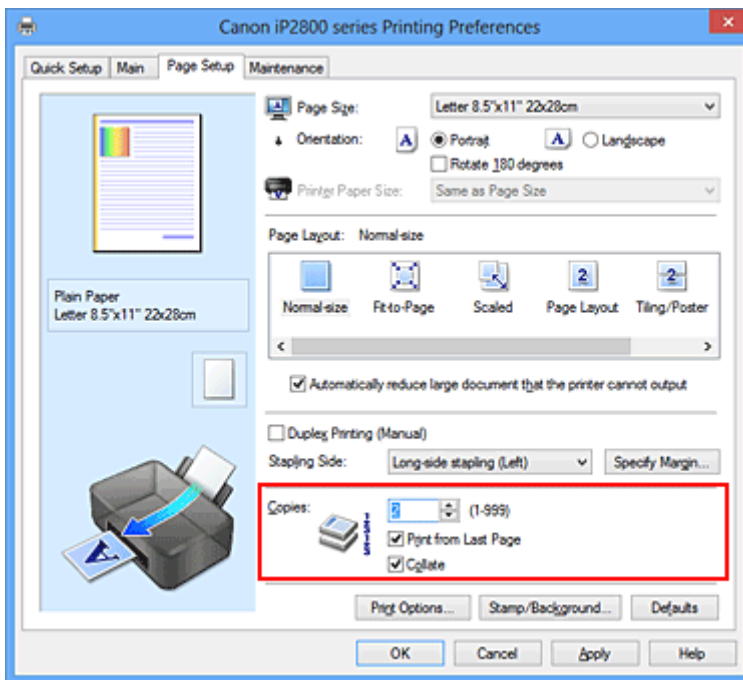 Canon iP2800 series Printing Preferences
Quick Setup Main Page Setup Maintenance
Page Size: Letter 8.5"x11" 22x28cm
Orientation: A Portrait A Landscape
Rotate 180 degrees
Printer Paper Size: Same as Page Size
Page Layout: Normal-size
2 2
Normal-size Fit-to-Page Scaled Page Layout Tiling/Poster
Plain Paper
Letter 8.5"x11" 22x28cm
Automatically reduce large document that the printer cannot output
Duplex Printing (Manual)
Stapling Side: Long-side stapling (Left) Specify Margin...
Copies: 2 (1-999)
Print from Last Page
Collate
A
Print Options... Stamp/Background... Defaults
OK Cancel Apply Help